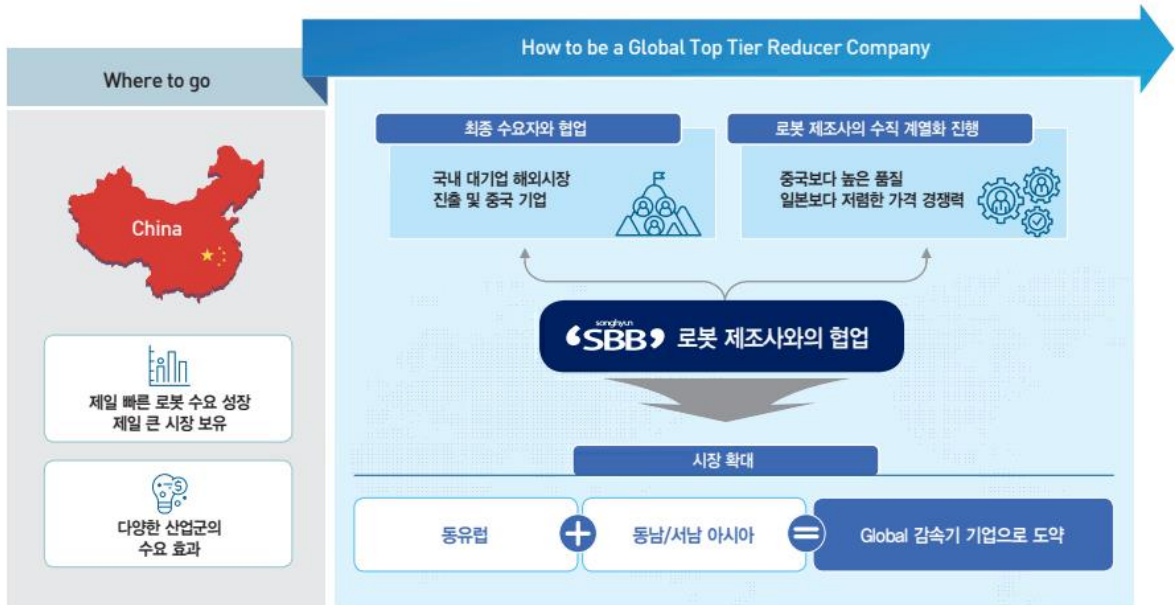 Where to go
How to be a Global Top Tier Reducer Company
China
제일 빠른 로봇 수요 성장
제일 큰 시장 보유
$
다양한 산업군의
수요 효과
최종 수요자와 협업
국내 대기업 해외시장
진출 및 중국 기업
로봇 제조사의 수직 계열화 진행
중국보다 높은 품질
일본보다 저렴한 가격 경쟁력
songhyun
SBB 로봇 제조사와의 협업
시장 확대
동유럽 + 동남/서남 아시아 = Global 감속기 기업으로 도약